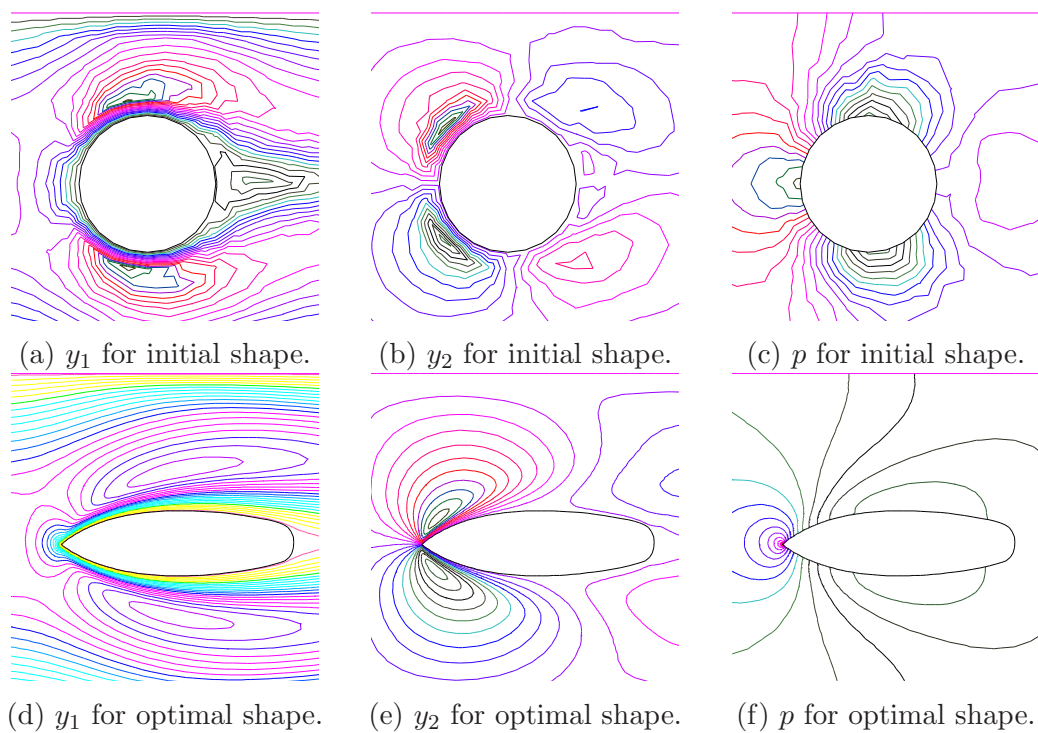 (a) y₁ for initial shape.
(b) y₂ for initial shape.
(c) p for initial shape.
(d) y₁ for optimal shape.
(e) y₂ for optimal shape.
(f) p for optimal shape.